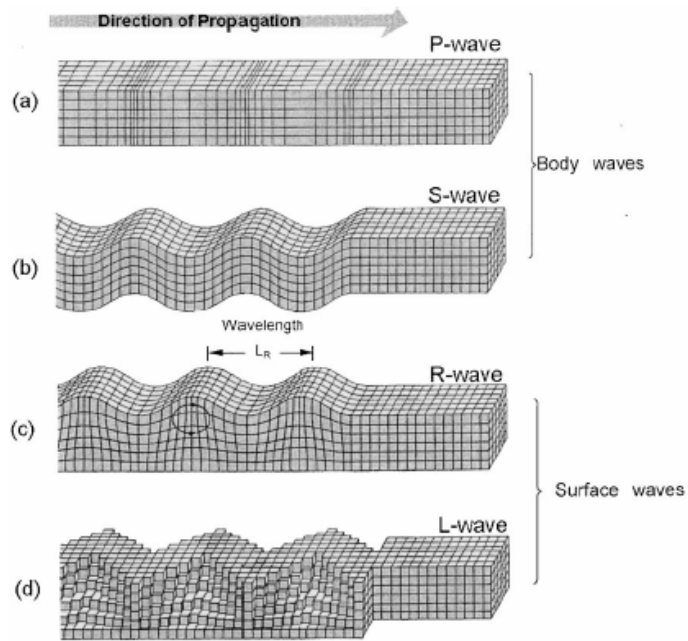 Direction of Propagation
P-wave
(a)
Body waves
S-wave
(b)
Wavelength
L_R
R-wave
(c)
Surface waves
L-wave
(d)